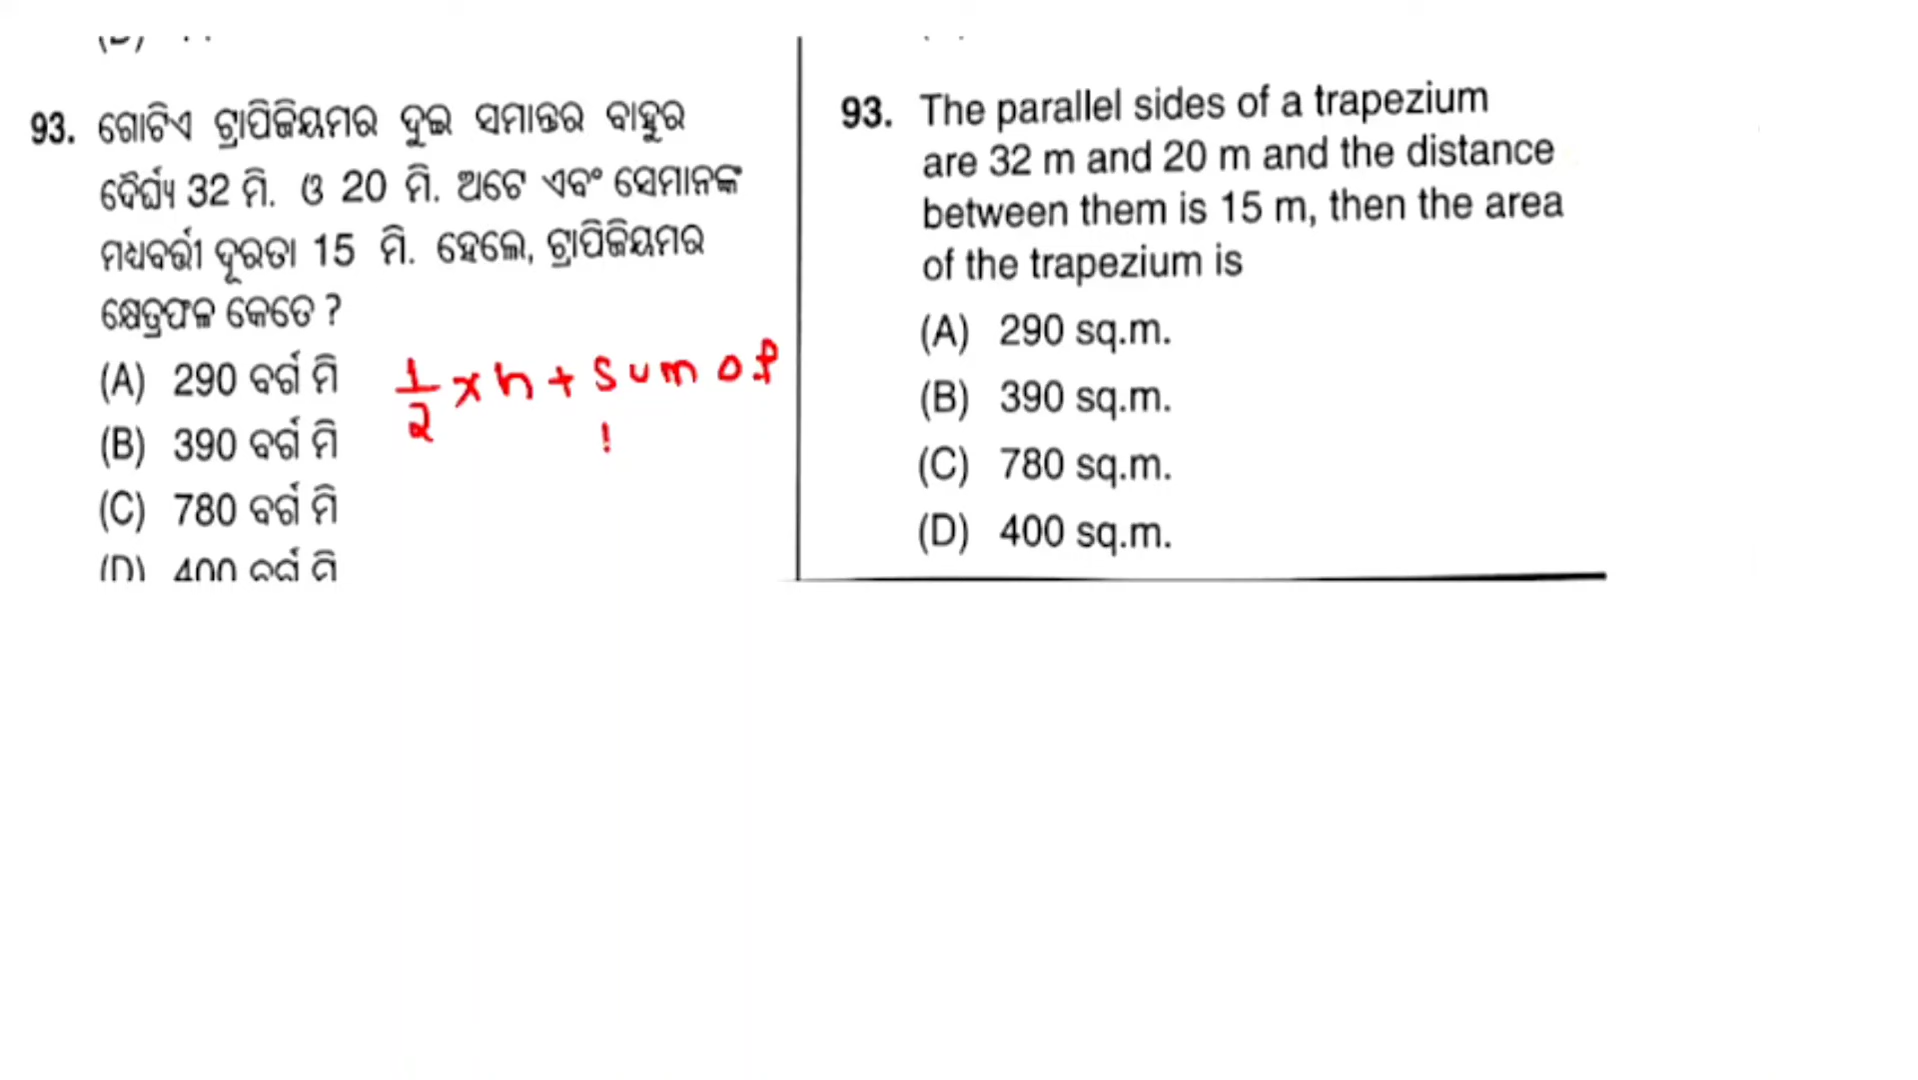 93. ଗୋଟିଏ ଟ୍ରାପିଜିୟମର ଦୁଇ ସମାନ୍ତର ବାହୁର
ଦୈର୍ଘ୍ୟ 32 ମି. ଓ 20 ମି. ଅଟେ ଏବଂ ସେମାନଙ୍କ
ମଧ୍ୟବର୍ତ୍ତୀ ଦୂରତା 15 ମି. ହେଲେ, ଟ୍ରାପିଜିୟମର
କ୍ଷେତ୍ରଫଳ କେତେ ?
(A) 290 ବର୍ଗ ମି
(B) 390 ବର୍ଗ ମି
(C) 780 ବର୍ଗ ମି
(D) 400 ବର୍ଗ ମି
1/2 x h + sum of
93. The parallel sides of a trapezium
are 32 m and 20 m and the distance
between them is 15 m, then the area
of the trapezium is
(A) 290 sq.m.
(B) 390 sq.m.
(C) 780 sq.m.
(D) 400 sq.m.